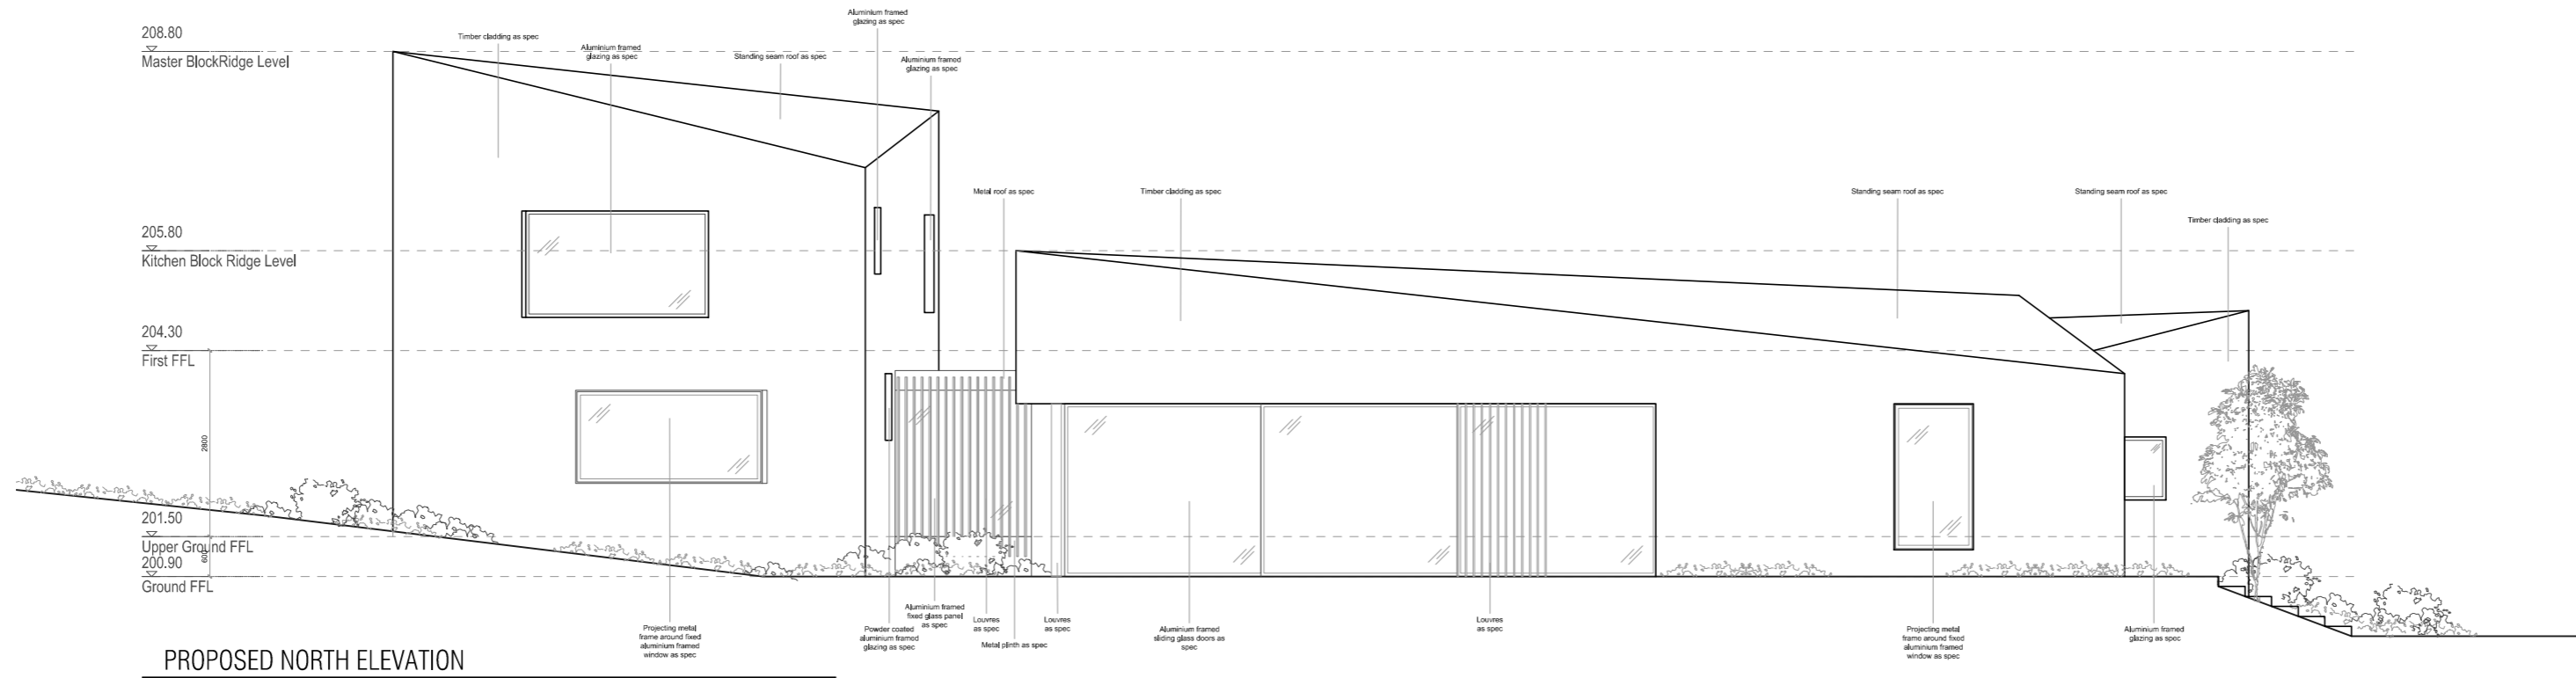 Aluminium framed
glazing as spec
208.80
Master BlockRidge Level
Timber cladding as spec
Aluminium framed
glazing as spec
Standing seam roof as spec
Aluminium framed
glazing as spec
Metal roof as spec
Timber cladding as spec
Standing seam roof as spec
Standing seam roof as spec
Timber cladding as spec
205.80
Kitchen Block Ridge Level
204.30
First FFL
2800
201.50
Upper Ground FFL
600
200.90
Ground FFL
Projecting metal
frame around fixed
aluminium framed
window as spec
Powder coated
aluminium framed
glazing as spec
Aluminium framed
fixed glass panel
as spec
Louvres
as spec
Metal plinth as spec
Louvres
as spec
Aluminium framed
sliding glass doors as
spec
Louvres
as spec
Projecting metal
frame around fixed
aluminium framed
window as spec
Aluminium framed
glazing as spec
PROPOSED NORTH ELEVATION